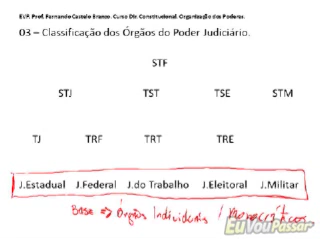 EVP. Prof. Fernando Castelo Branco. Curso Dir. Constitucional. Organização dos Poderes.
03 – Classificação dos Órgãos do Poder Judiciário.
STF
STJ TST TSE STM
TJ TRF TRT TRE
J.Estadual J.Federal J.do Trabalho J.Eleitoral J.Militar
Base => Órgãos Individuais / Monocráticos
EuVouPassar